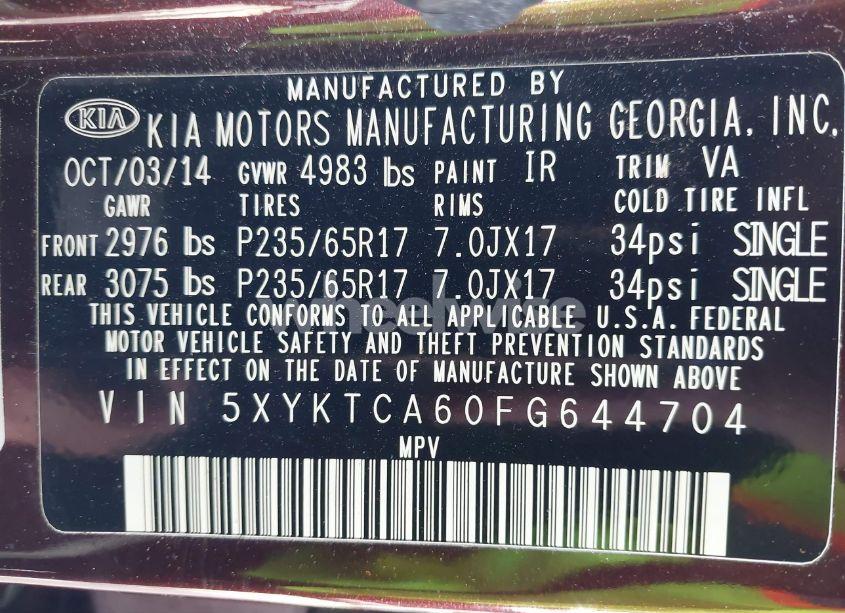 MANUFACTURED BY
KIA KIA MOTORS MANUFACTURING GEORGIA, INC.
OCT/03/14 GVWR 4983 lbs PAINT IR TRIM VA
GAWR TIRES RIMS COLD TIRE INFL
FRONT 2976 lbs P235/65R17 7.0JX17 34psi SINGLE
REAR 3075 lbs P235/65R17 7.0JX17 34psi SINGLE
wheelwire
THIS VEHICLE CONFORMS TO ALL APPLICABLE U.S.A. FEDERAL
MOTOR VEHICLE SAFETY AND THEFT PREVENTION STANDARDS
IN EFFECT ON THE DATE OF MANUFACTURE SHOWN ABOVE
VIN 5XYKTCA60FG644704
MPV